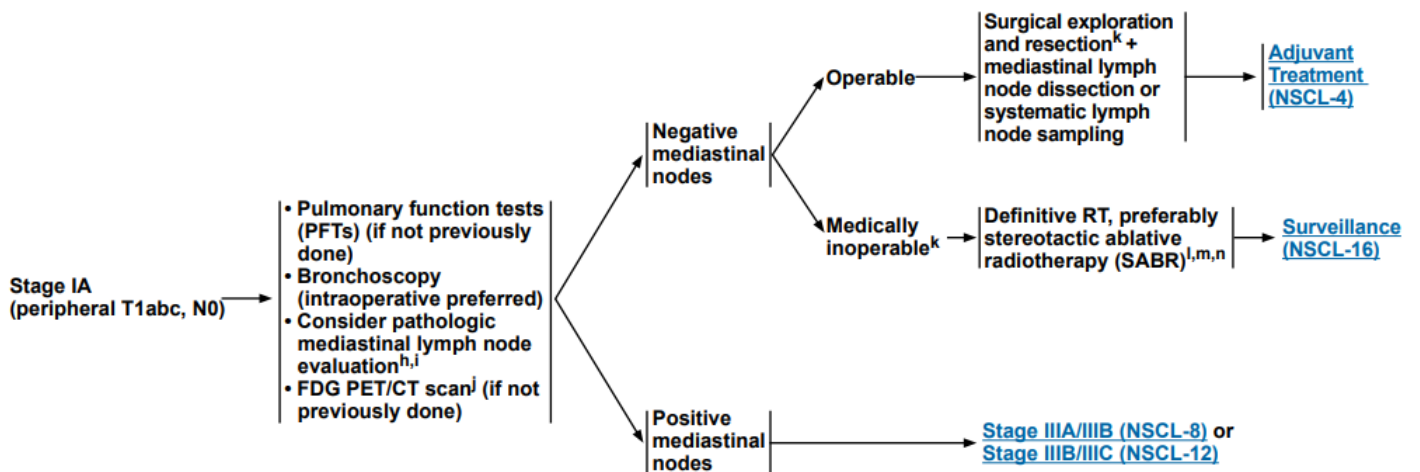 Stage IA
(peripheral T1abc, N0)
• Pulmonary function tests
(PFTs) (if not previously
done)
• Bronchoscopy
(intraoperative preferred)
• Consider pathologic
mediastinal lymph node
evaluationh,i
• FDG PET/CT scanj (if not
previously done)
Negative
mediastinal
nodes
Operable
Surgical exploration
and resectionk +
mediastinal lymph
node dissection or
systematic lymph
node sampling
Adjuvant
Treatment
(NSCL-4)
Medically
inoperablek
Definitive RT, preferably
stereotactic ablative
radiotherapy (SABR)l,m,n
Surveillance
(NSCL-16)
Positive
mediastinal
nodes
Stage IIIA/IIIB (NSCL-8) or
Stage IIIB/IIIC (NSCL-12)